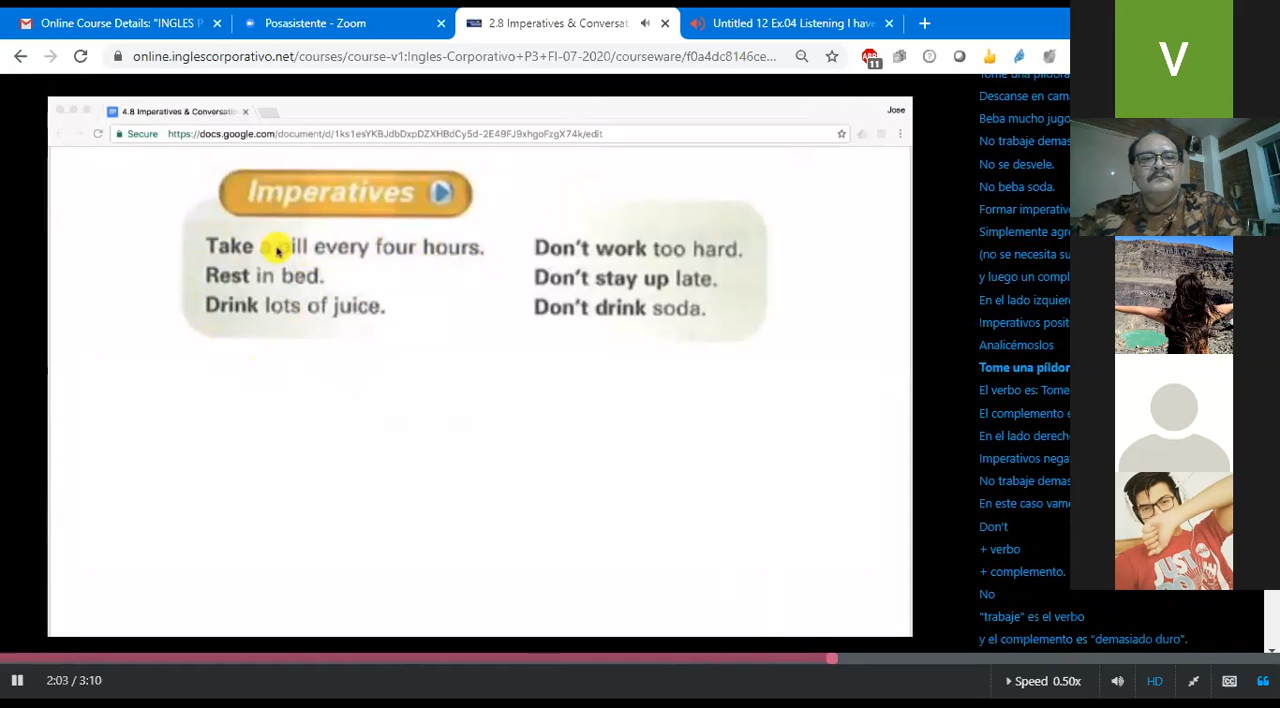 Online Course Details: "INGLES P
Posasistente - Zoom
2.8 Imperatives & Conversat
Untitled 12 Ex.04 Listening I have
online.inglescorporativo.net/courses/course-v1:Ingles-Corporativo+P3+FI-07-2020/courseware/f0a4dc8146ce...
11
4.8 Imperatives & Conversatio
Jose
Secure
https://docs.google.com/document/d/1ks1esYKBJdbDxpDZXHBdCy5d-2E49FJ9xhgoFzgX74k/edit
Imperatives
Take a pill every four hours.
Rest in bed.
Drink lots of juice.
Don't work too hard.
Don't stay up late.
Don't drink soda.
Tome una píldora
Descanse en cama
Beba mucho jugo
No trabaje demas
No se desvele.
No beba soda.
Formar imperativ
Simplemente agre
(no se necesita su
y luego un compl
En el lado izquier
Imperativos posit
Analicémoslos
Tome una píldor
El verbo es: Tome
El complemento e
En el lado derech
Imperativos nega
No trabaje demas
En este caso vam
Don't
+ verbo
+ complemento.
No
"trabaje" es el verbo
y el complemento es "demasiado duro".
V
2:03 / 3:10
Speed 0.50x
HD
CC